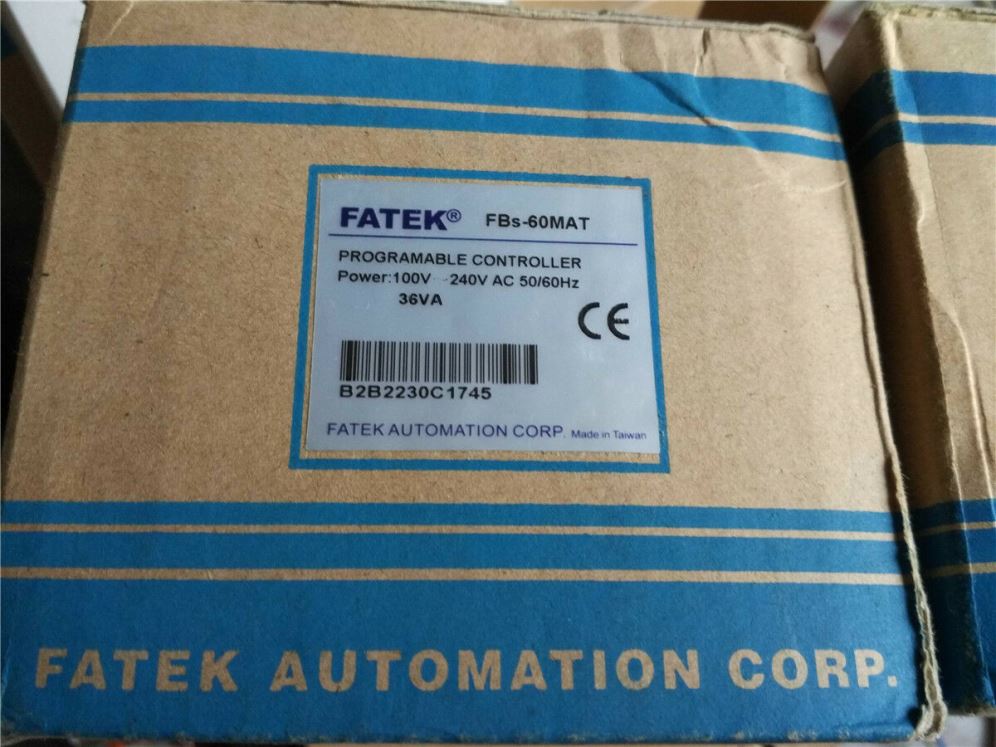 FATEK® FBs-60MAT
PROGRAMABLE CONTROLLER
Power:100V--240V AC 50/60Hz
36VA
CE
B2B2230C1745
FATEK AUTOMATION CORP. Made in Taiwan
FATEK AUTOMATION CORP.